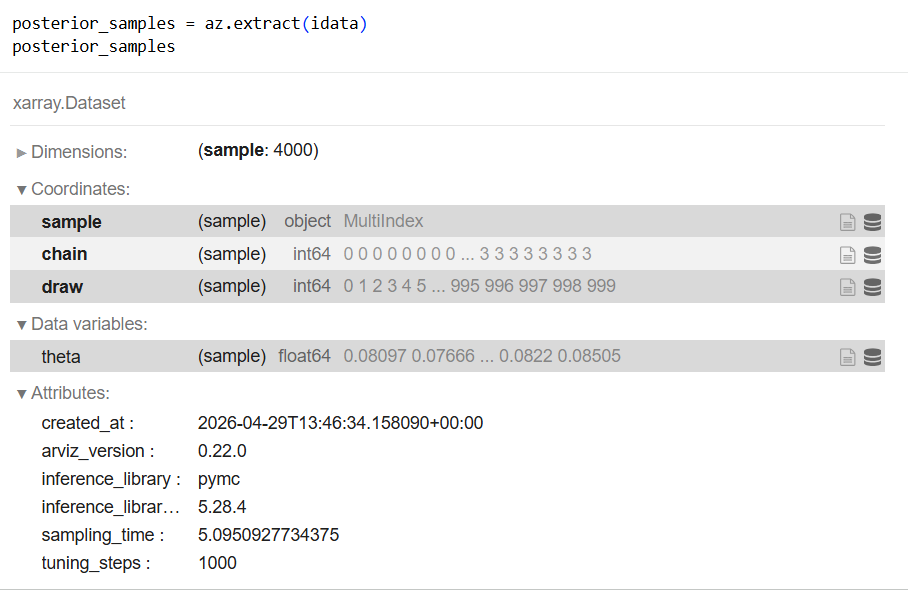 posterior_samples = az.extract(idata)
posterior_samples
xarray.Dataset
► Dimensions: (sample: 4000)
▼ Coordinates:
sample (sample) object MultiIndex
chain (sample) int64 0 0 0 0 0 0 0 0 ... 3 3 3 3 3 3 3 3
draw (sample) int64 0 1 2 3 4 5 ... 995 996 997 998 999
▼ Data variables:
theta (sample) float64 0.08097 0.07666 ... 0.0822 0.08505
▼ Attributes:
created_at : 2026-04-29T13:46:34.158090+00:00
arviz_version : 0.22.0
inference_library : pymc
inference_librar... 5.28.4
sampling_time : 5.0950927734375
tuning_steps : 1000